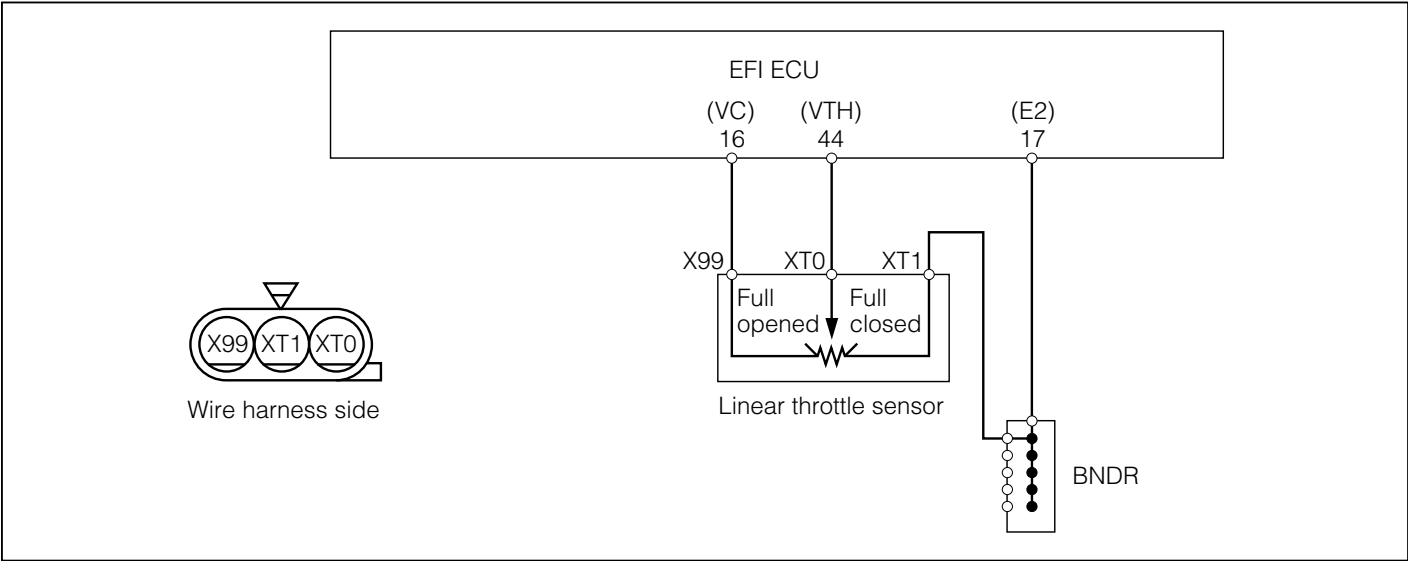 EFI ECU
(VC) (VTH) (E2)
16 44 17
X99 XT0 XT1
Full Full
opened closed
X99 XT1 XT0
Wire harness side
Linear throttle sensor
BNDR